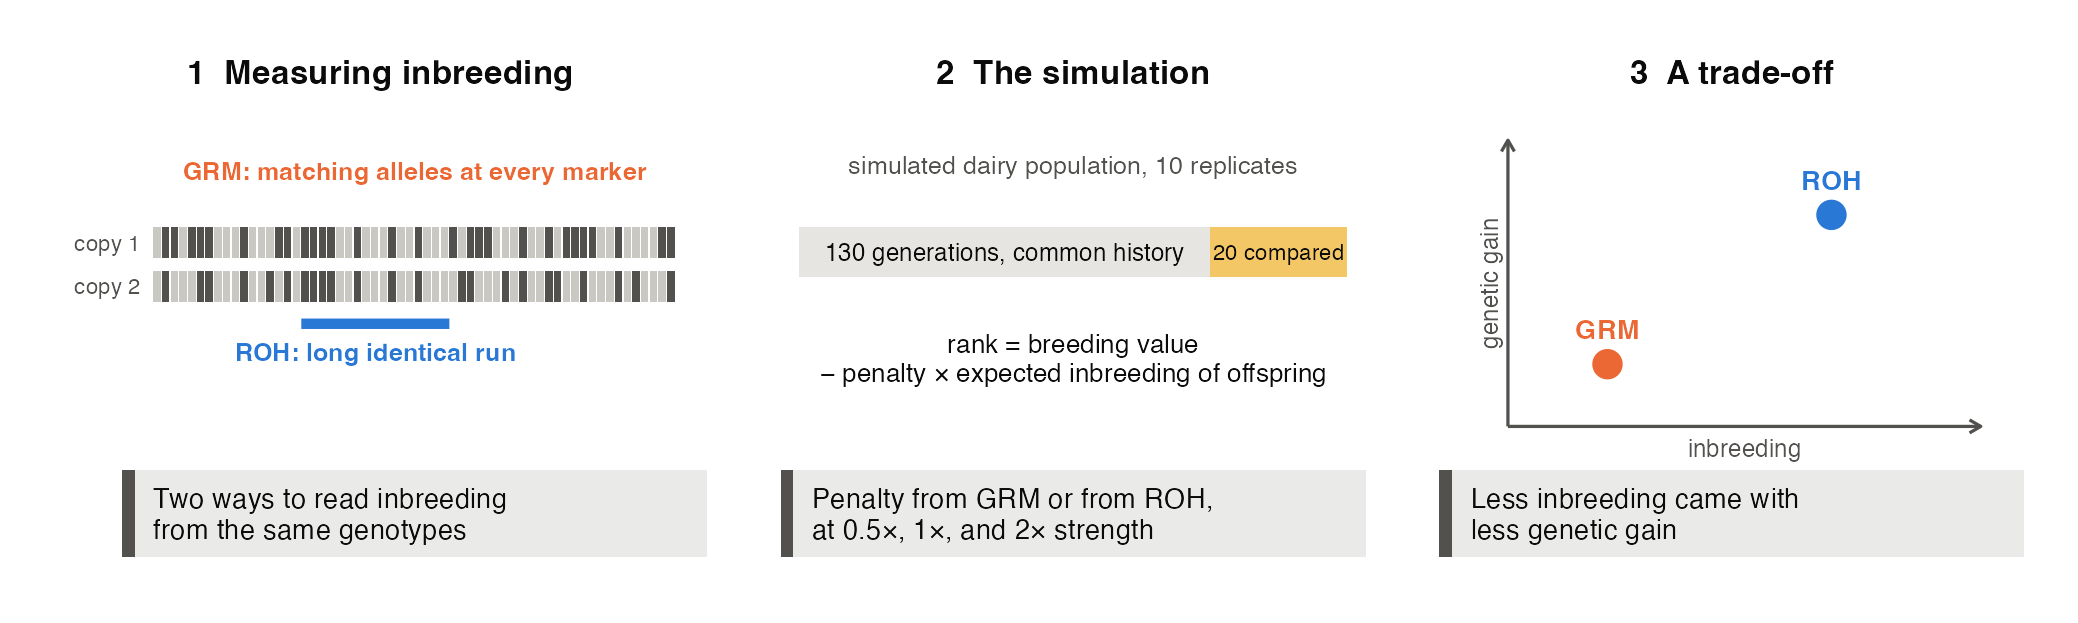 1 Measuring inbreeding
GRM: matching alleles at every marker
copy 1
copy 2
ROH: long identical run
Two ways to read inbreeding
from the same genotypes
2 The simulation
simulated dairy population, 10 replicates
130 generations, common history
20 compared
rank = breeding value
− penalty × expected inbreeding of offspring
Penalty from GRM or from ROH,
at 0.5×, 1×, and 2× strength
3 A trade-off
genetic gain
ROH
GRM
inbreeding
Less inbreeding came with
less genetic gain